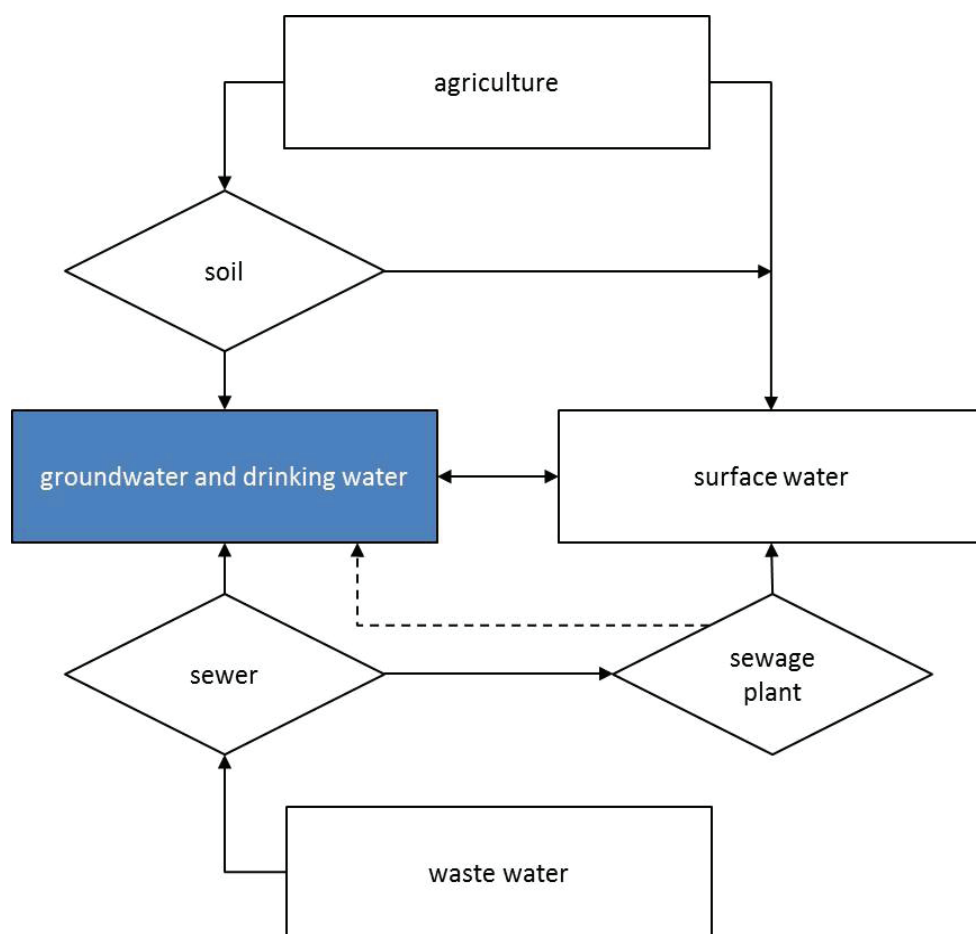 agriculture
soil
groundwater and drinking water
surface water
sewer
sewage
plant
waste water